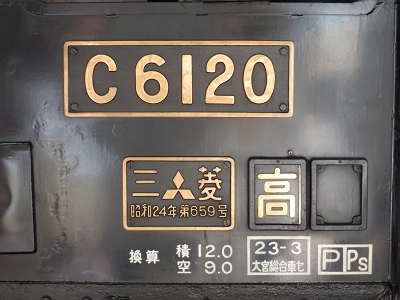 C6120
三菱
昭和24年第659号
高
換算 積 12.0
空 9.0
23-3
大宮総合車セ
P Ps